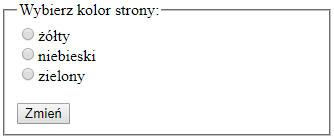 Wybierz kolor strony:
żółty
niebieski
zielony
Zmień